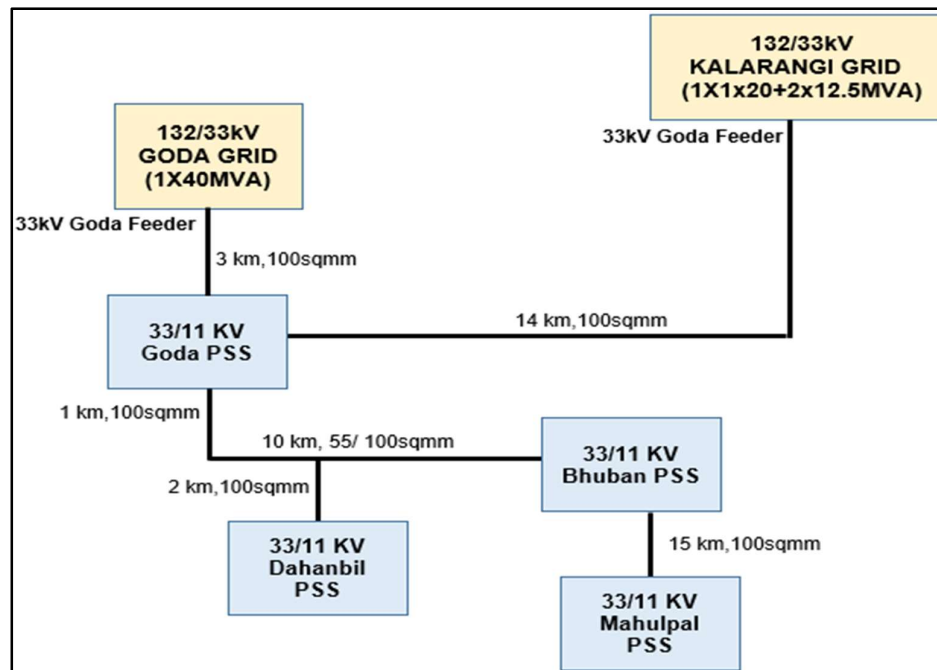 132/33kV
KALARANGI GRID
(1X1x20+2x12.5MVA)
132/33kV
GODA GRID
(1X40MVA)
33kV Goda Feeder
33kV Goda Feeder
3 km,100sqmm
33/11 KV
Goda PSS
14 km,100sqmm
1 km,100sqmm
10 km, 55/ 100sqmm
33/11 KV
Bhuban PSS
2 km,100sqmm
33/11 KV
Dahanbil
PSS
15 km,100sqmm
33/11 KV
Mahulpal
PSS